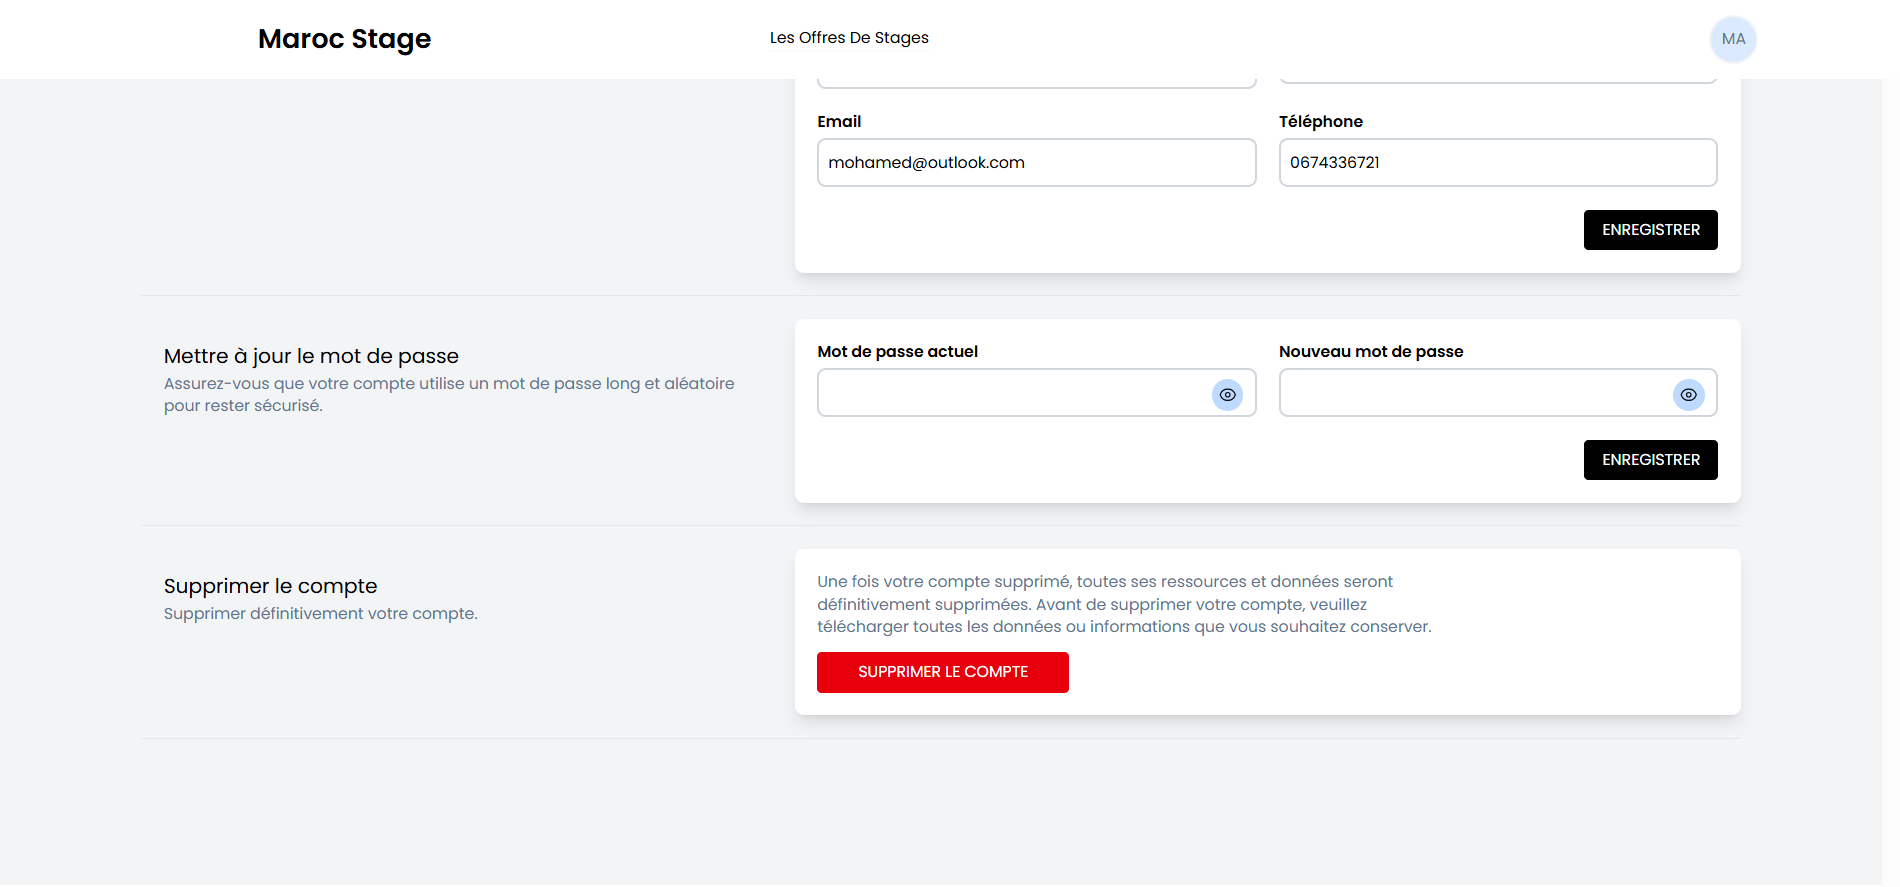 Maroc Stage
Les Offres De Stages
MA
Email
Téléphone
mohamed@outlook.com
0674336721
ENREGISTRER
Mettre à jour le mot de passe
Assurez-vous que votre compte utilise un mot de passe long et aléatoire
pour rester sécurisé.
Mot de passe actuel
Nouveau mot de passe
ENREGISTRER
Supprimer le compte
Supprimer définitivement votre compte.
Une fois votre compte supprimé, toutes ses ressources et données seront
définitivement supprimées. Avant de supprimer votre compte, veuillez
télécharger toutes les données ou informations que vous souhaitez conserver.
SUPPRIMER LE COMPTE